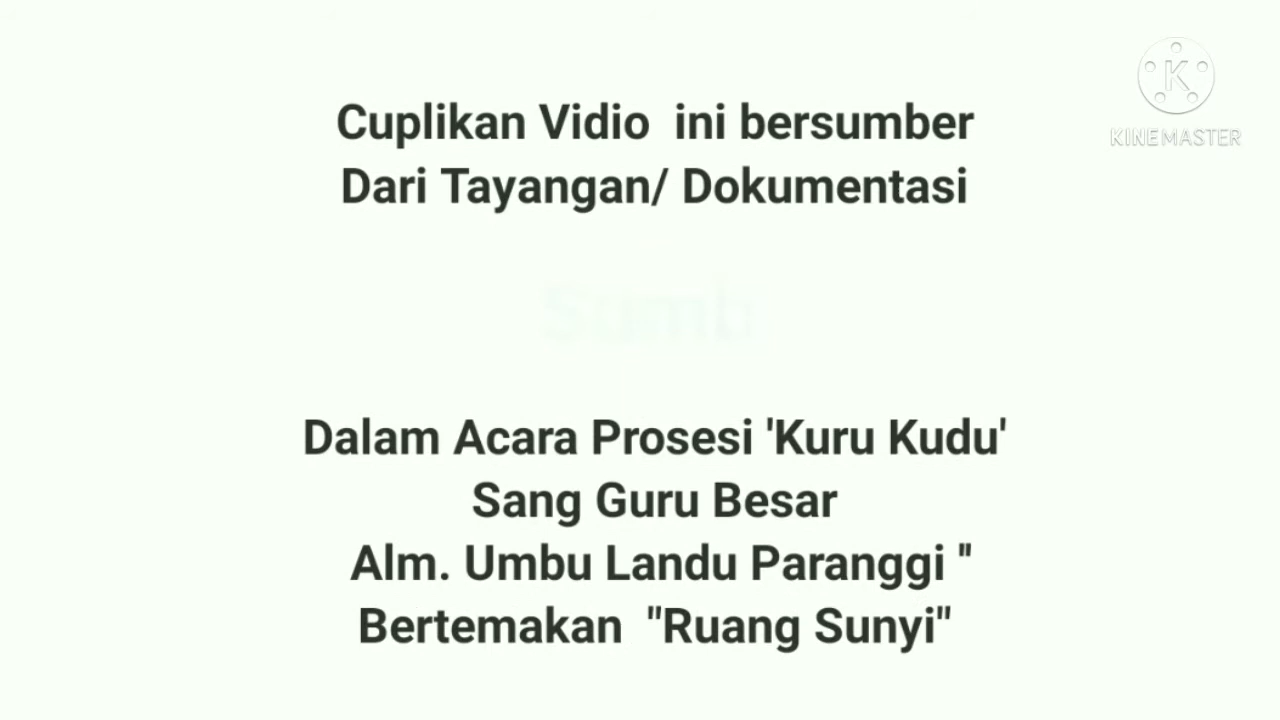 Cuplikan Vidio ini bersumber
Dari Tayangan/ Dokumentasi
Dalam Acara Prosesi 'Kuru Kudu'
Sang Guru Besar
Alm. Umbu Landu Paranggi "
Bertemakan "Ruang Sunyi"
K
KINEMASTER